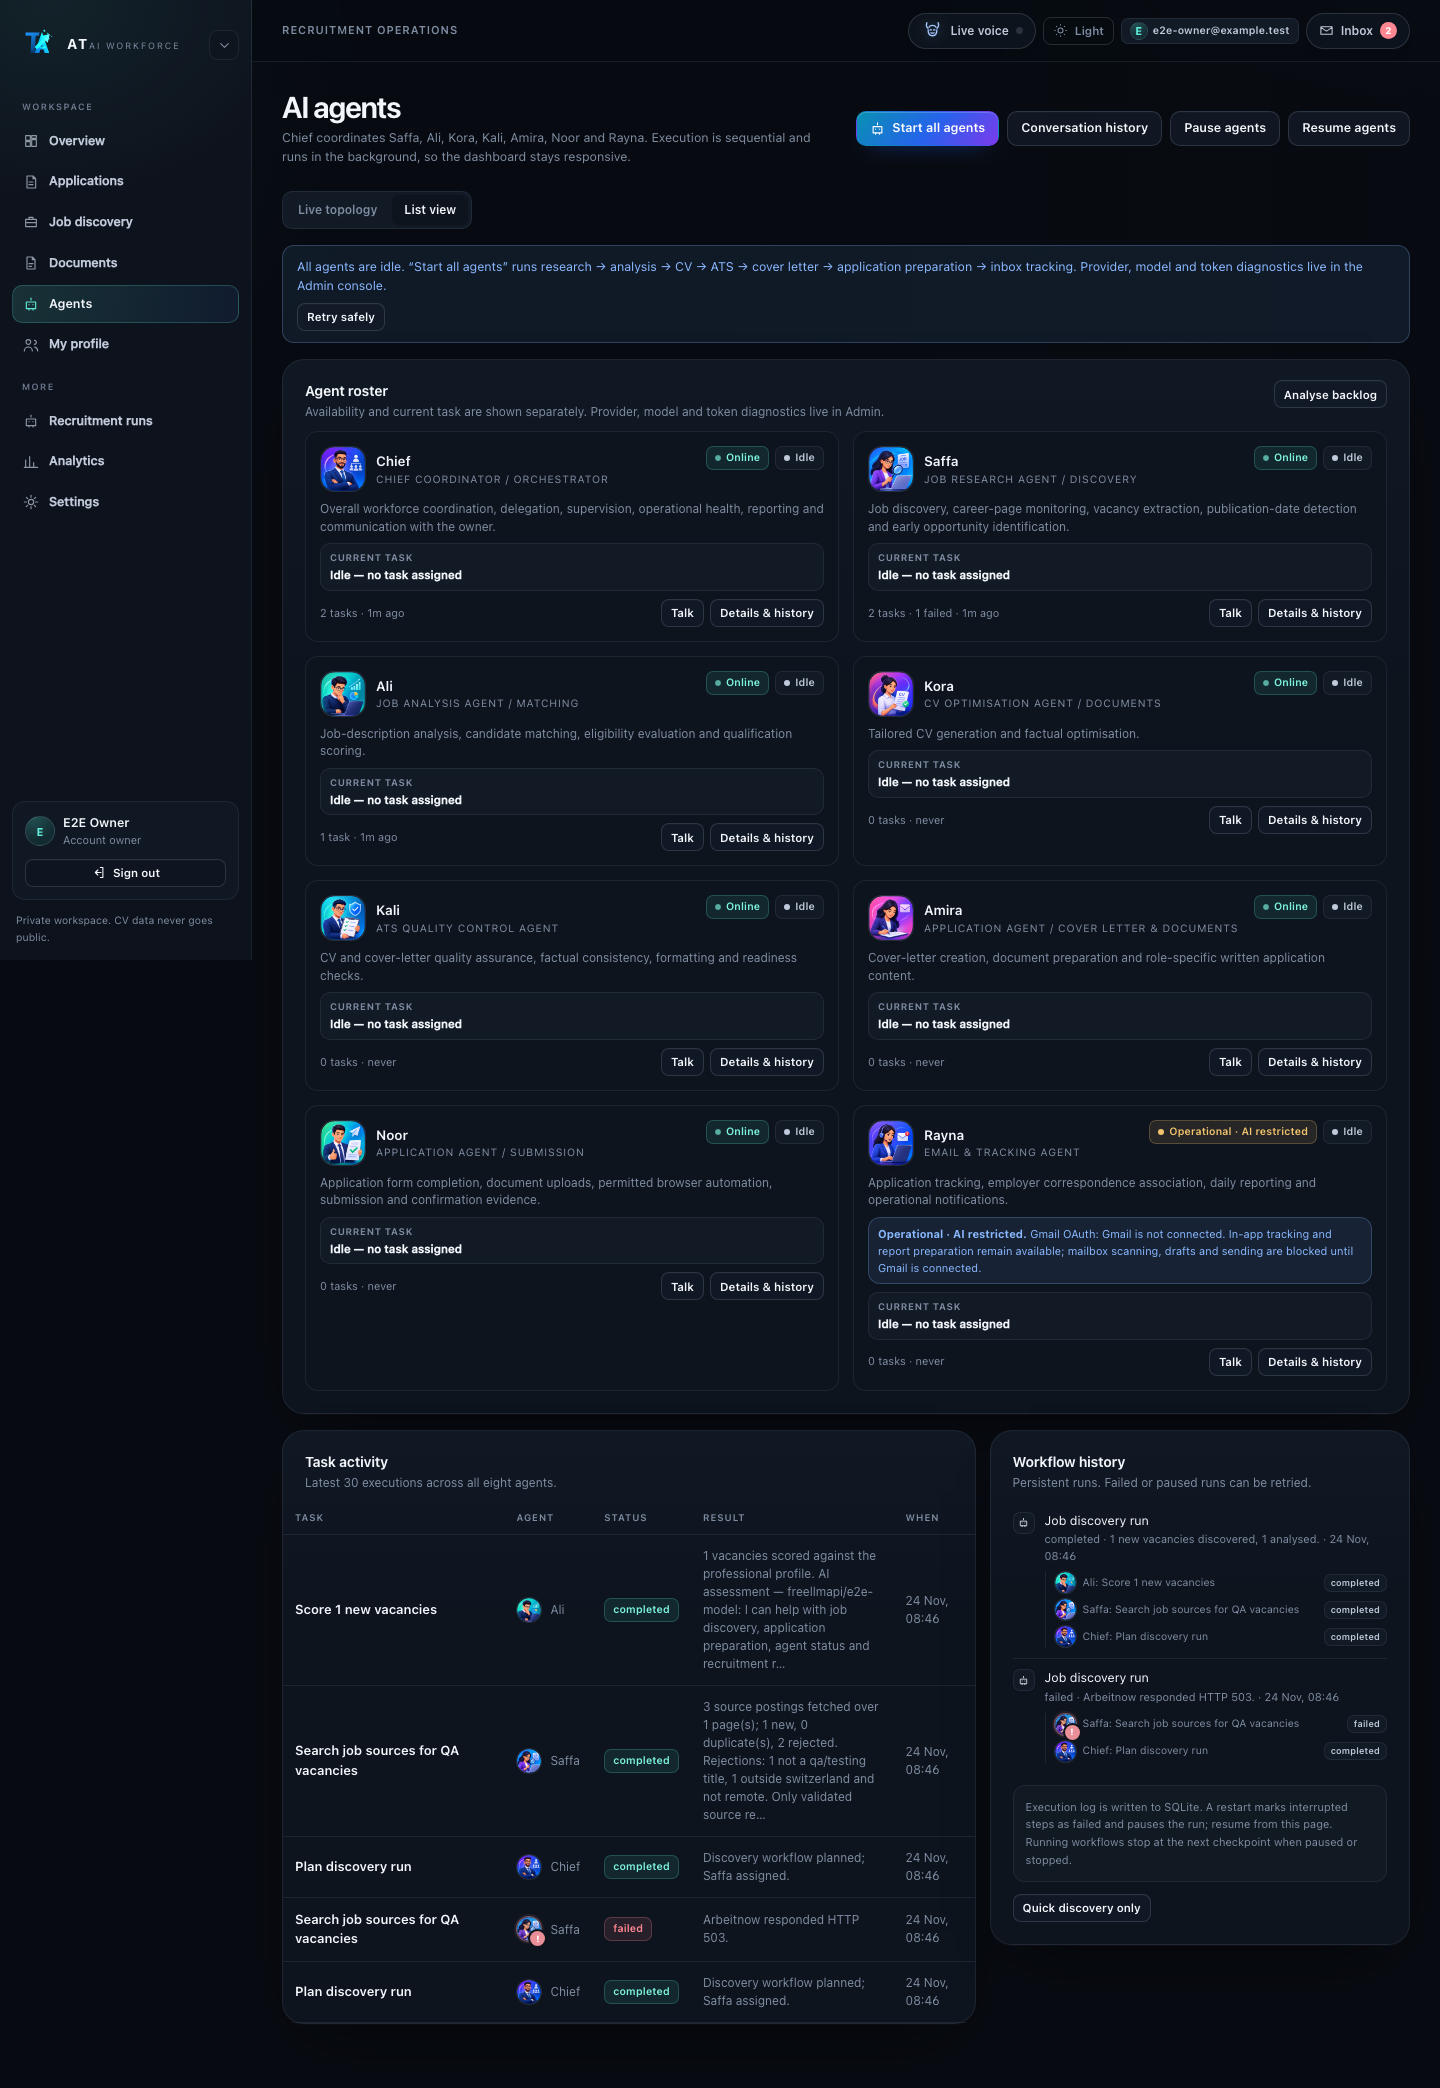 AT AI WORKFORCE
WORKSPACE
Overview
Applications
Job discovery
Documents
Agents
My profile
MORE
Recruitment runs
Analytics
Settings
E
E2E Owner
Account owner
Sign out
Private workspace. CV data never goes
public.
RECRUITMENT OPERATIONS
Live voice
Light
E e2e-owner@example.test
Inbox 2
AI agents
Chief coordinates Saffa, Ali, Kora, Kali, Amira, Noor and Rayna. Execution is sequential and
runs in the background, so the dashboard stays responsive.
Start all agents
Conversation history
Pause agents
Resume agents
Live topology
List view
All agents are idle. “Start all agents” runs research → analysis → CV → ATS → cover letter → application preparation → inbox tracking. Provider, model and token diagnostics live in the
Admin console.
Retry safely
Agent roster
Availability and current task are shown separately. Provider, model and token diagnostics live in Admin.
Analyse backlog
Chief
CHIEF COORDINATOR / ORCHESTRATOR
Online
Idle
Overall workforce coordination, delegation, supervision, operational health, reporting and
communication with the owner.
CURRENT TASK
Idle — no task assigned
2 tasks · 1m ago
Talk
Details & history
Saffa
JOB RESEARCH AGENT / DISCOVERY
Online
Idle
Job discovery, career-page monitoring, vacancy extraction, publication-date detection
and early opportunity identification.
CURRENT TASK
Idle — no task assigned
2 tasks · 1 failed · 1m ago
Talk
Details & history
Ali
JOB ANALYSIS AGENT / MATCHING
Online
Idle
Job-description analysis, candidate matching, eligibility evaluation and qualification
scoring.
CURRENT TASK
Idle — no task assigned
1 task · 1m ago
Talk
Details & history
Kora
CV OPTIMISATION AGENT / DOCUMENTS
Online
Idle
Tailored CV generation and factual optimisation.
CURRENT TASK
Idle — no task assigned
0 tasks · never
Talk
Details & history
Kali
ATS QUALITY CONTROL AGENT
Online
Idle
CV and cover-letter quality assurance, factual consistency, formatting and readiness
checks.
CURRENT TASK
Idle — no task assigned
0 tasks · never
Talk
Details & history
Amira
APPLICATION AGENT / COVER LETTER & DOCUMENTS
Online
Idle
Cover-letter creation, document preparation and role-specific written application
content.
CURRENT TASK
Idle — no task assigned
0 tasks · never
Talk
Details & history
Noor
APPLICATION AGENT / SUBMISSION
Online
Idle
Application form completion, document uploads, permitted browser automation,
submission and confirmation evidence.
CURRENT TASK
Idle — no task assigned
0 tasks · never
Talk
Details & history
Rayna
EMAIL & TRACKING AGENT
Operational · AI restricted
Idle
Application tracking, employer correspondence association, daily reporting and
operational notifications.
Operational · AI restricted. Gmail OAuth: Gmail is not connected. In-app tracking and
report preparation remain available; mailbox scanning, drafts and sending are blocked until
Gmail is connected.
CURRENT TASK
Idle — no task assigned
0 tasks · never
Talk
Details & history
Task activity
Latest 30 executions across all eight agents.
TASK AGENT STATUS RESULT WHEN
Score 1 new vacancies
Ali
completed
1 vacancies scored against the
professional profile. AI
assessment — freellmapi/e2e-
model: I can help with job
discovery, application
preparation, agent status and
recruitment r…
24 Nov,
08:46
Search job sources for QA
vacancies
Saffa
completed
3 source postings fetched over
1 page(s); 1 new, 0
duplicate(s), 2 rejected.
Rejections: 1 not a qa/testing
title, 1 outside switzerland and
not remote. Only validated
source re…
24 Nov,
08:46
Plan discovery run
Chief
completed
Discovery workflow planned;
Saffa assigned.
24 Nov,
08:46
Search job sources for QA
vacancies
!
Saffa
failed
Arbeitnow responded HTTP
503.
24 Nov,
08:46
Plan discovery run
Chief
completed
Discovery workflow planned;
Saffa assigned.
24 Nov,
08:46
Workflow history
Persistent runs. Failed or paused runs can be retried.
Job discovery run
completed · 1 new vacancies discovered, 1 analysed. · 24 Nov,
08:46
Ali: Score 1 new vacancies completed
Saffa: Search job sources for QA vacancies completed
Chief: Plan discovery run completed
Job discovery run
failed · Arbeitnow responded HTTP 503. · 24 Nov, 08:46
! Saffa: Search job sources for QA vacancies failed
Chief: Plan discovery run completed
Execution log is written to SQLite. A restart marks interrupted
steps as failed and pauses the run; resume from this page.
Running workflows stop at the next checkpoint when paused or
stopped.
Quick discovery only